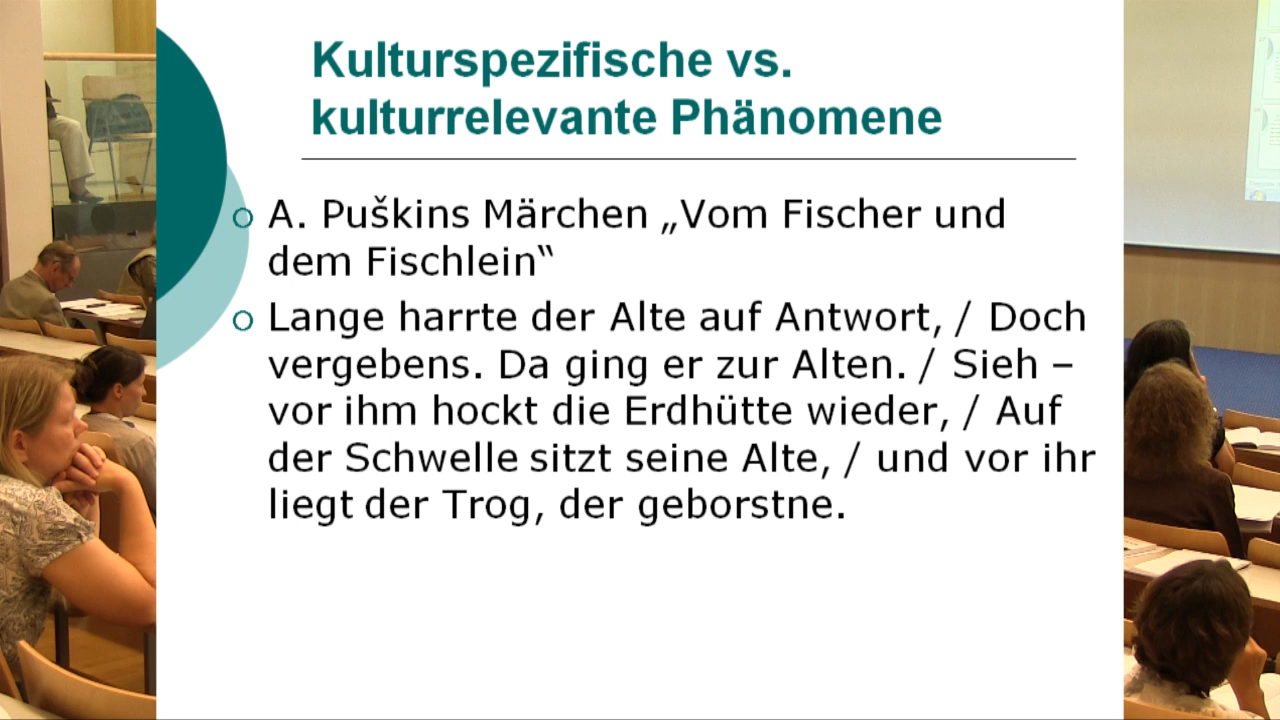 Kulturspezifische vs.
kulturrelevante Phänomene
A. Puškins Märchen „Vom Fischer und
dem Fischlein“
Lange harrte der Alte auf Antwort, / Doch
vergebens. Da ging er zur Alten. / Sieh –
vor ihm hockt die Erdhütte wieder, / Auf
der Schwelle sitzt seine Alte, / und vor ihr
liegt der Trog, der geborstne.